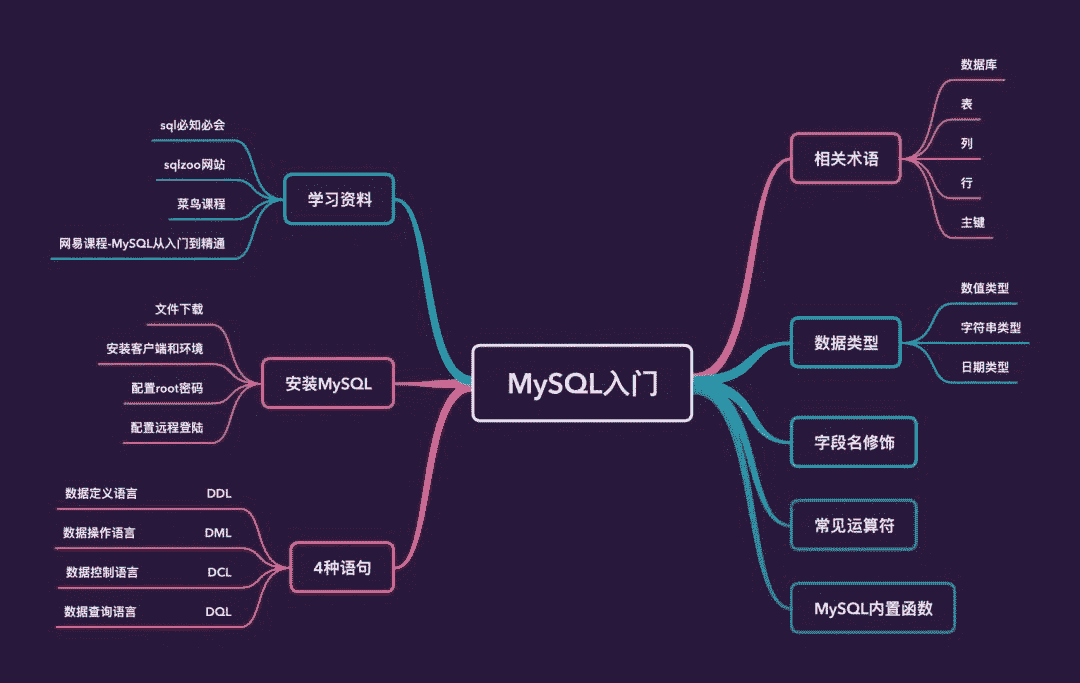 MySQL入门
相关术语
数据库
表
列
行
主键
数据类型
数值类型
字符串类型
日期类型
字段名修饰
常见运算符
MySQL内置函数
学习资料
sql必知必会
sqlzoo网站
菜鸟课程
网易课程-MySQL从入门到精通
安装MySQL
文件下载
安装客户端和环境
配置root密码
配置远程登陆
4种语句
数据定义语言 DDL
数据操作语言 DML
数据控制语言 DCL
数据查询语言 DQL